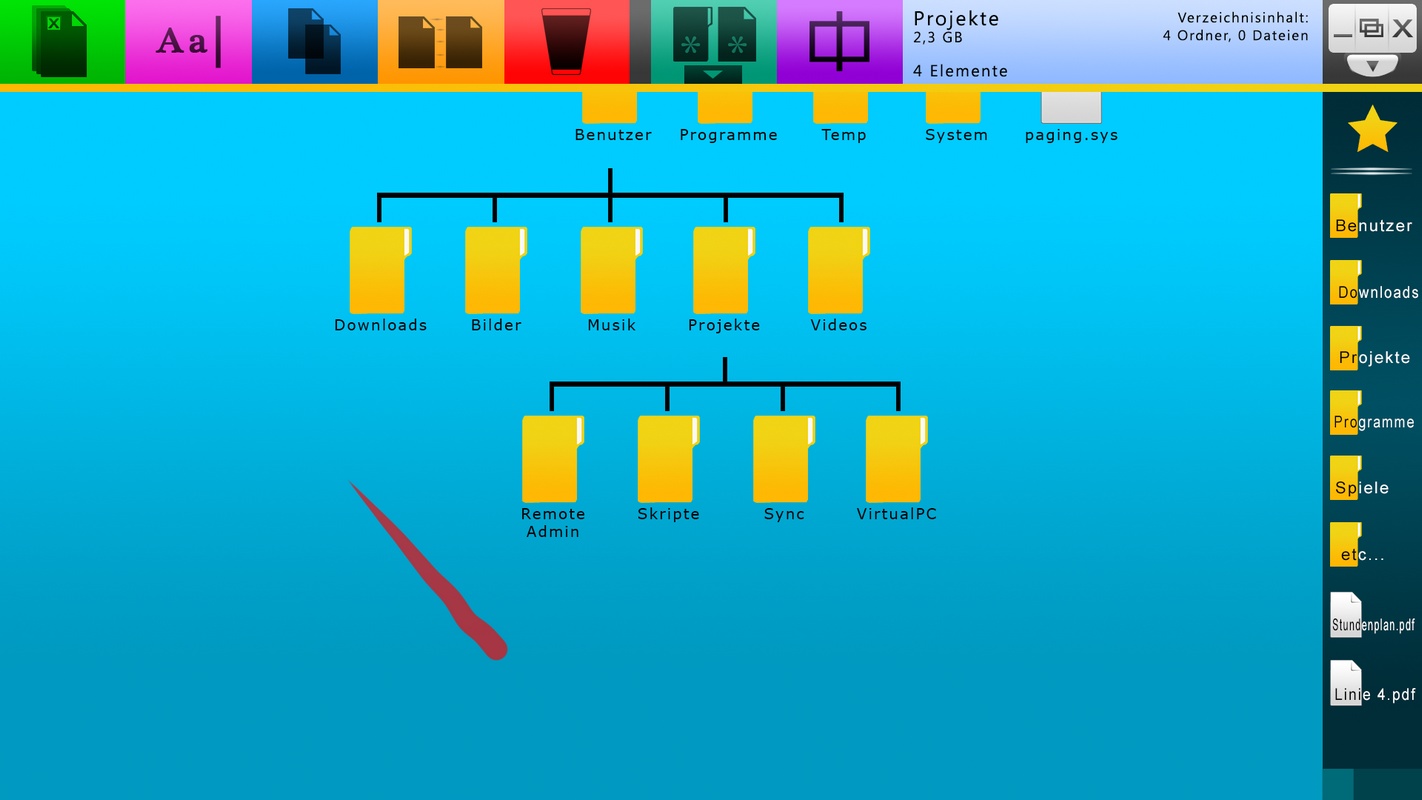 Aa
Projekte
2,3 GB
4 Elemente
Verzeichnisinhalt:
4 Ordner, 0 Dateien
Benutzer
Programme
Temp
System
paging.sys
Downloads
Bilder
Musik
Projekte
Videos
Remote
Admin
Skripte
Sync
VirtualPC
Benutzer
Downloads
Projekte
Programme
Spiele
etc...
Stundenplan.pdf
Linie 4.pdf